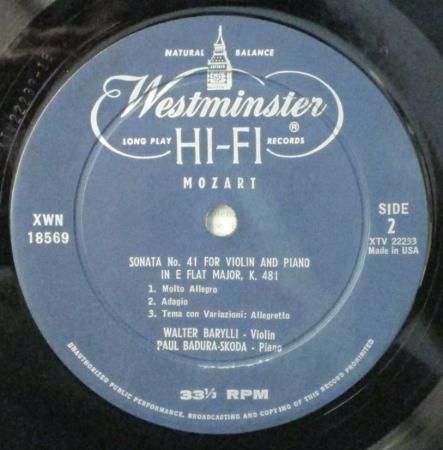 NATURAL BALANCE
Westminster
LONG PLAY HI-FI RECORDS ®
MOZART
XWN
18569
SIDE
2
XTV 22233
Made in USA
SONATA No. 41 FOR VIOLIN AND PIANO
IN E FLAT MAJOR, K. 481
1. Molto Allegro
2. Adagio
3. Tema con Variazioni: Allegretto
WALTER BARYLLI - Violin
PAUL BADURA-SKODA - Piano
33⅓ RPM
UNAUTHORIZED PUBLIC PERFORMANCE, BROADCASTING AND COPYING OF THIS RECORD PROHIBITED